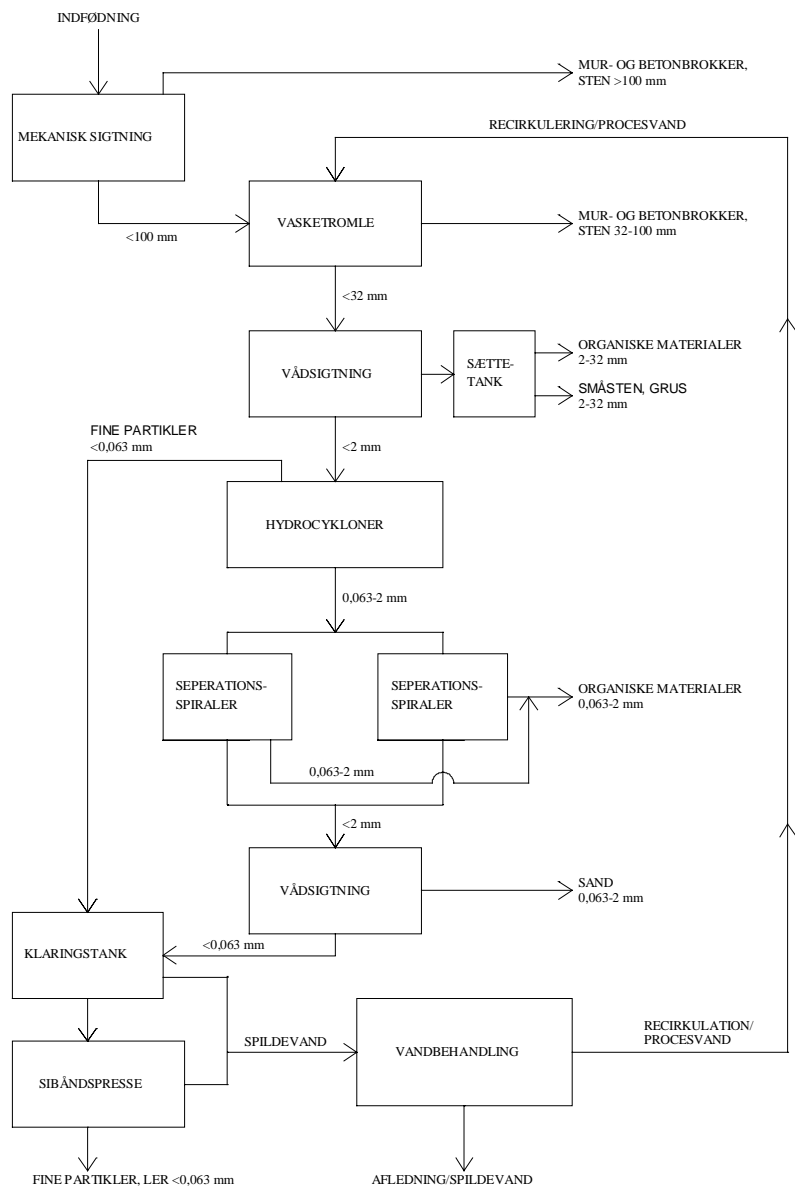 INDFØDNING
MUR- OG BETONBROKKER,
STEN >100 mm
MEKANISK SIGTNING
RECIRKULERING/PROCESVAND
VASKETROMLE
MUR- OG BETONBROKKER,
STEN 32-100 mm
<100 mm
<32 mm
VÅDSIGTNING
SÆTTE-
TANK
ORGANISKE MATERIALER
2-32 mm
SMÅSTEN, GRUS
2-32 mm
FINE PARTIKLER
<0,063 mm
<2 mm
HYDROCYKLONER
0,063-2 mm
SEPERATIONS-
SPIRALER
SEPERATIONS-
SPIRALER
ORGANISKE MATERIALER
0,063-2 mm
0,063-2 mm
<2 mm
VÅDSIGTNING
SAND
0,063-2 mm
<0,063 mm
KLARINGSTANK
SPILDEVAND
VANDBEHANDLING
RECIRKULATION/
PROCESVAND
SIBÅNDSPRESSE
FINE PARTIKLER, LER <0,063 mm
AFLEDNING/SPILDEVAND